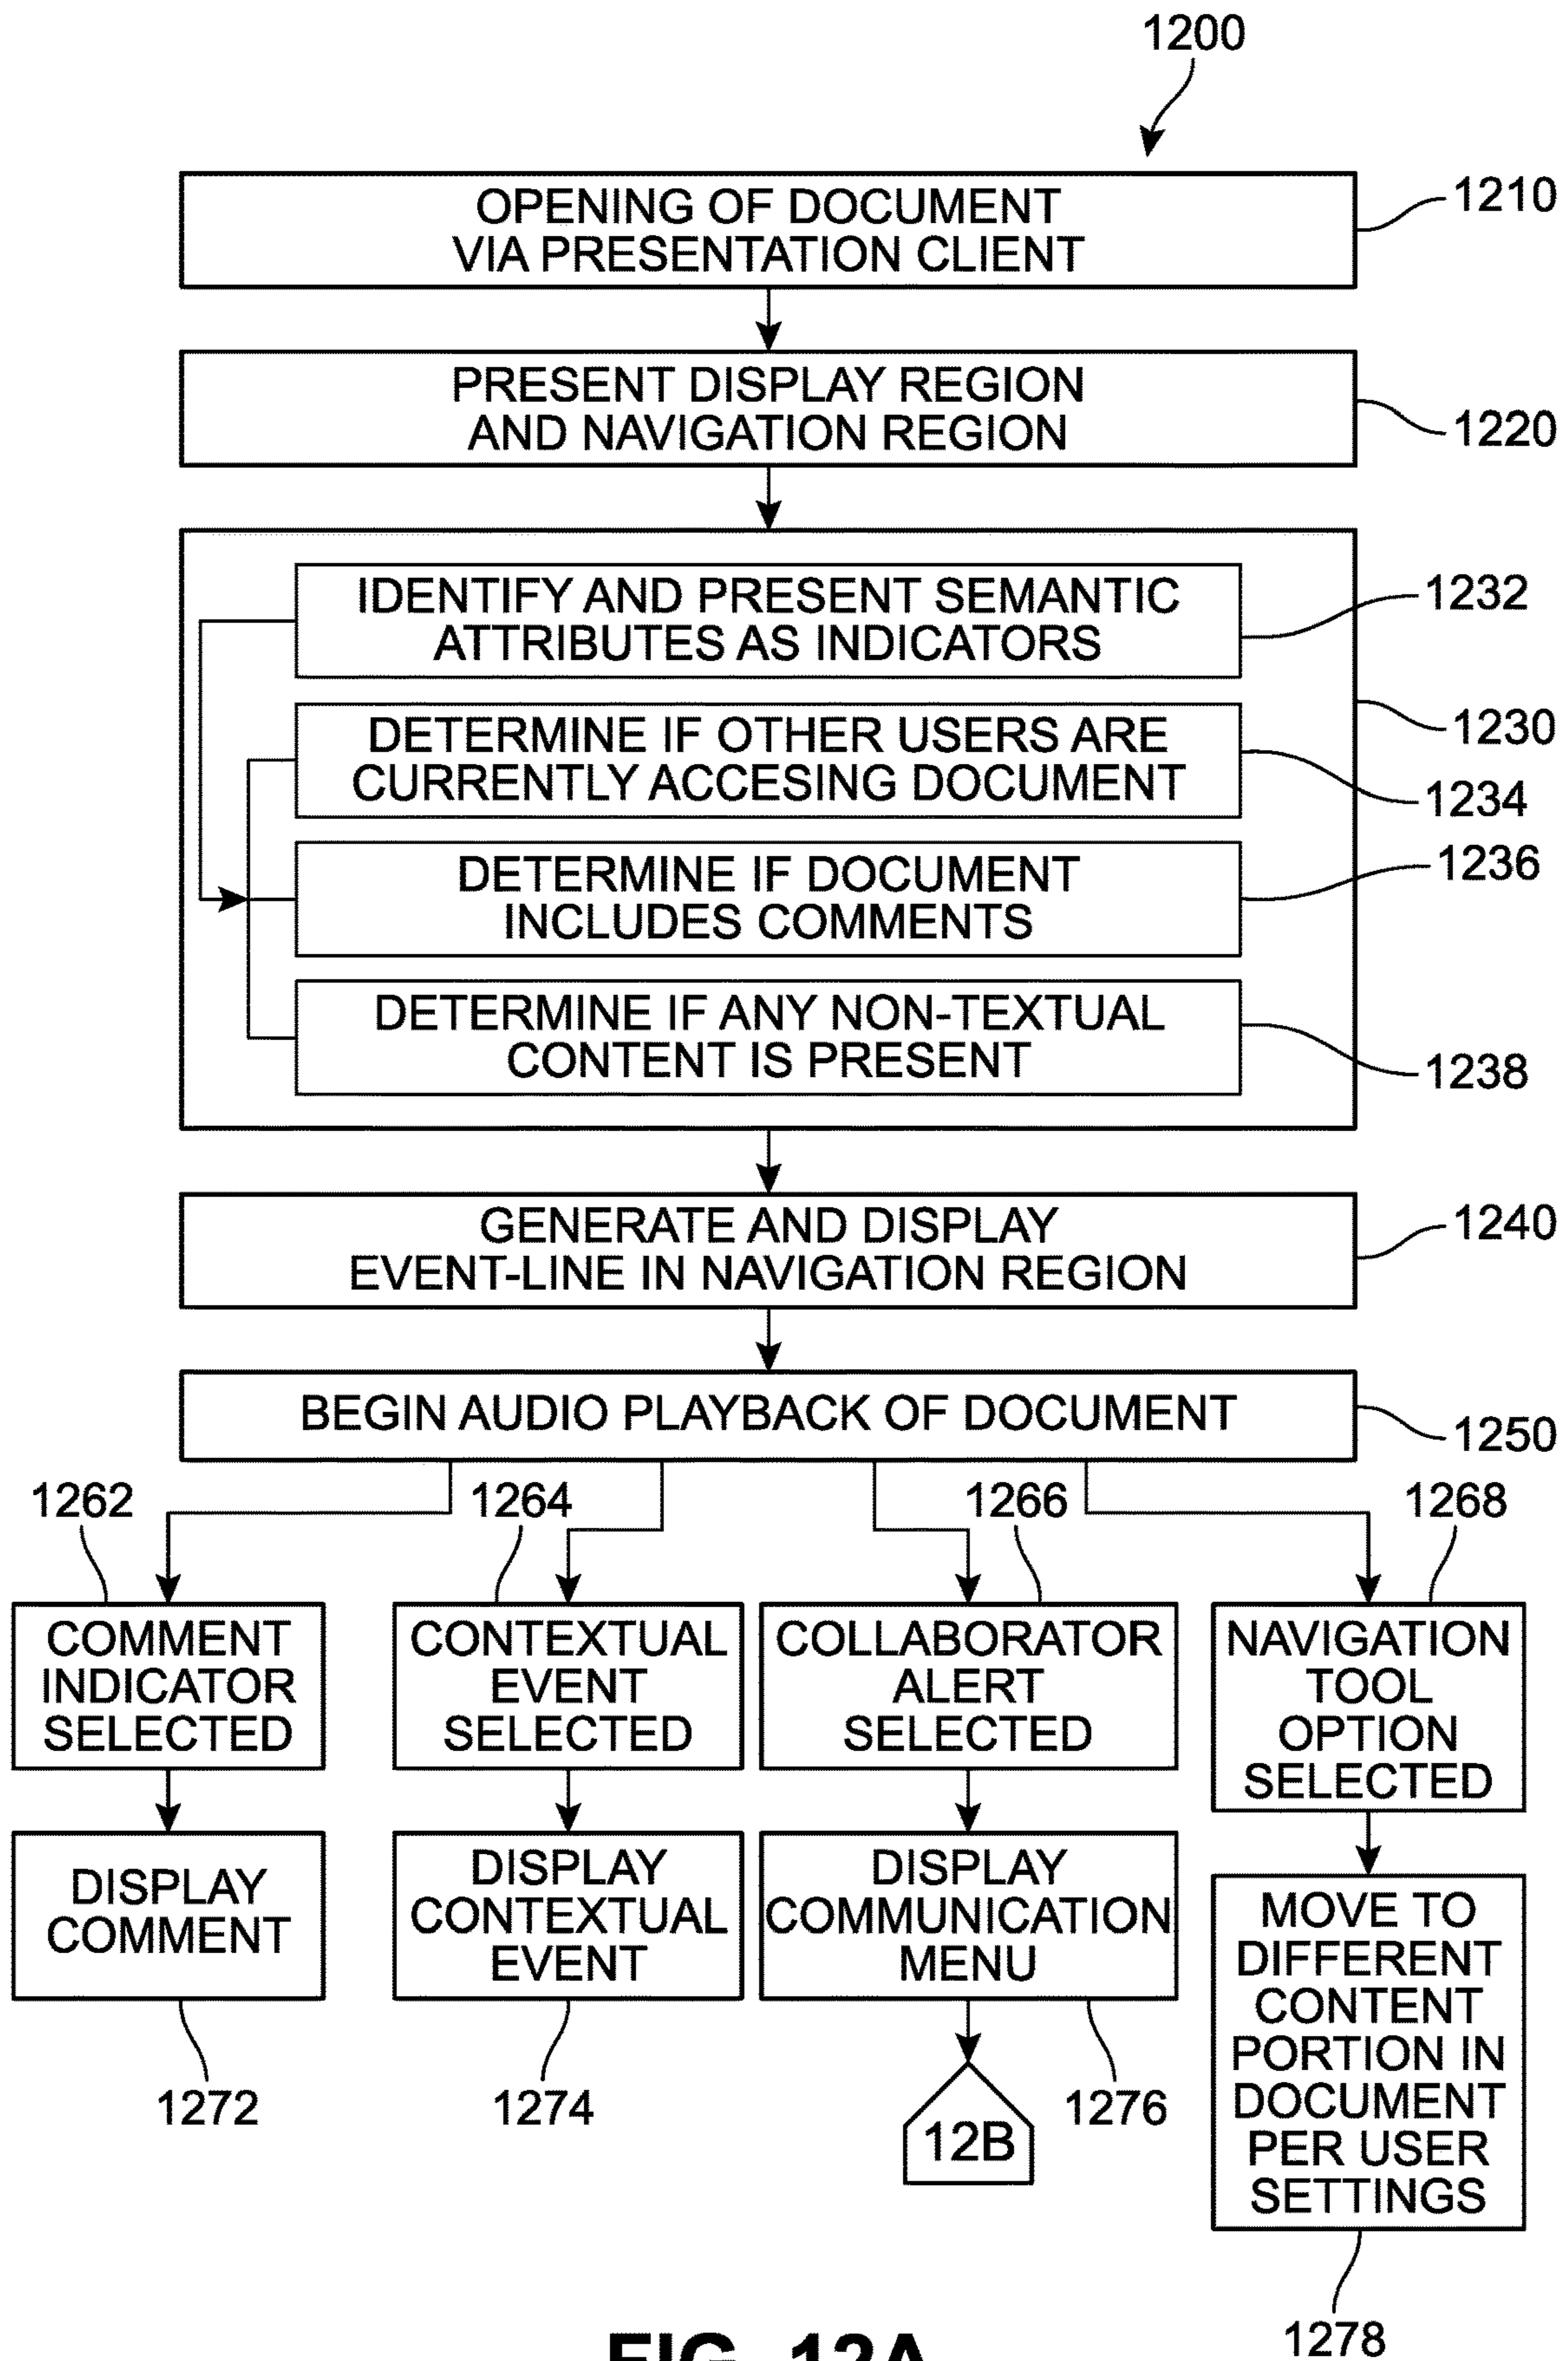 1200
OPENING OF DOCUMENT
VIA PRESENTATION CLIENT
1210
PRESENT DISPLAY REGION
AND NAVIGATION REGION
1220
IDENTIFY AND PRESENT SEMANTIC
ATTRIBUTES AS INDICATORS
1232
1230
DETERMINE IF OTHER USERS ARE
CURRENTLY ACCESING DOCUMENT
1234
DETERMINE IF DOCUMENT
INCLUDES COMMENTS
1236
DETERMINE IF ANY NON-TEXTUAL
CONTENT IS PRESENT
1238
GENERATE AND DISPLAY
EVENT-LINE IN NAVIGATION REGION
1240
BEGIN AUDIO PLAYBACK OF DOCUMENT
1250
1262
COMMENT
INDICATOR
SELECTED
DISPLAY
COMMENT
1272
1264
CONTEXTUAL
EVENT
SELECTED
DISPLAY
CONTEXTUAL
EVENT
1274
1266
COLLABORATOR
ALERT
SELECTED
DISPLAY
COMMUNICATION
MENU
1276
12B
1268
NAVIGATION
TOOL
OPTION
SELECTED
MOVE TO
DIFFERENT
CONTENT
PORTION IN
DOCUMENT
PER USER
SETTINGS
1278
FIG. 12A